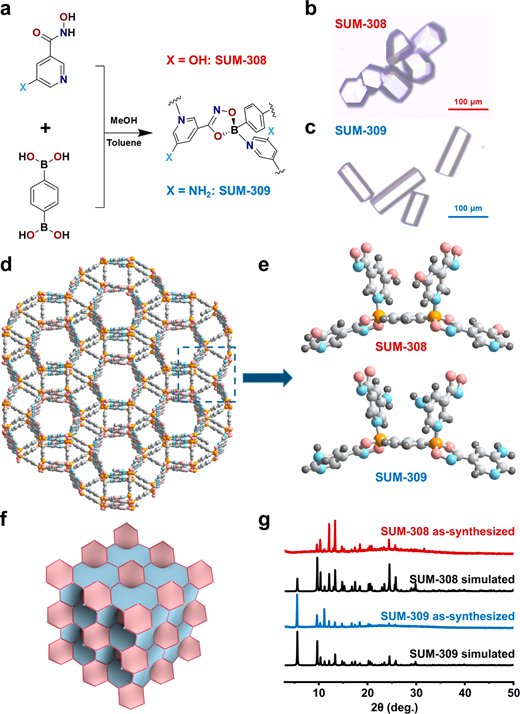 a
OH
O
NH
X
N
+
HO
OH
B
B
HO
OH
MeOH
Toluene
X = OH: SUM-308
N
O
N
O
B
X
X
N
X = NH₂: SUM-309
b
SUM-308
100 μm
c
SUM-309
100 μm
d
e
SUM-308
SUM-309
f
g
SUM-308 as-synthesized
SUM-308 simulated
SUM-309 as-synthesized
SUM-309 simulated
10 20 30 40 50
2θ (deg.)